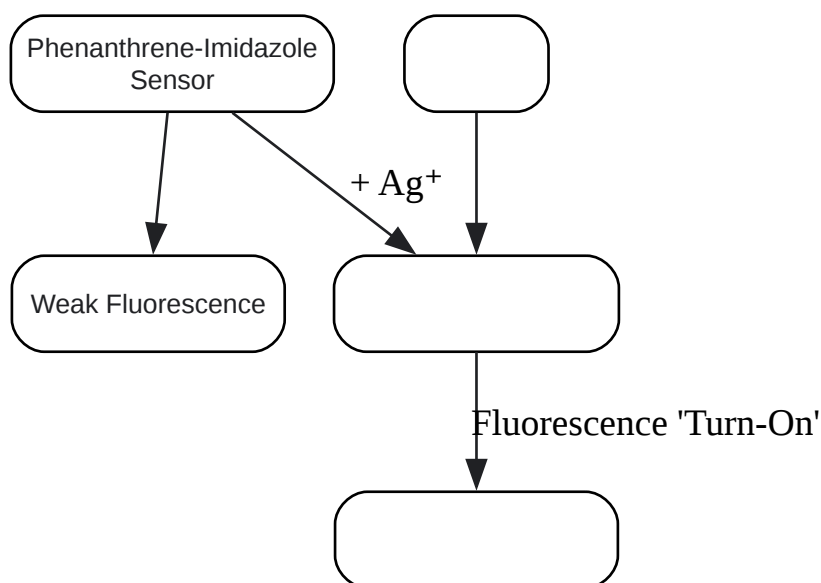 Phenanthrene-Imidazole
Sensor
+ Ag⁺
Weak Fluorescence
Fluorescence 'Turn-On'